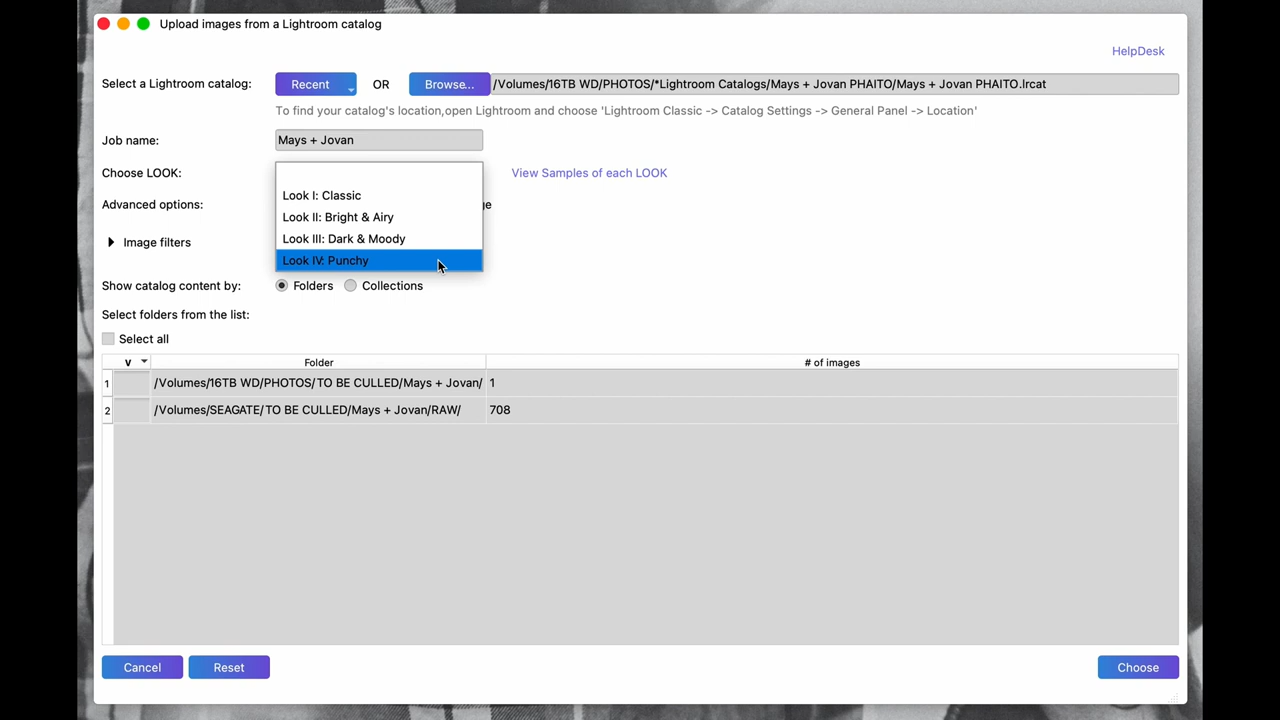 Upload images from a Lightroom catalog
HelpDesk
Select a Lightroom catalog: Recent OR Browse... /Volumes/16TB WD/PHOTOS/*Lightroom Catalogs/Mays + Jovan PHAITO/Mays + Jovan PHAITO.lrcat
To find your catalog's location,open Lightroom and choose 'Lightroom Classic -> Catalog Settings -> General Panel -> Location'
Job name: Mays + Jovan
Choose LOOK: View Samples of each LOOK
Look I: Classic
Advanced options:
Look II: Bright & Airy
Look III: Dark & Moody
Image filters
Look IV: Punchy
Show catalog content by: Folders Collections
Select folders from the list:
Select all
v Folder # of images
1 /Volumes/16TB WD/PHOTOS/TO BE CULLED/Mays + Jovan/ 1
2 /Volumes/SEAGATE/TO BE CULLED/Mays + Jovan/RAW/ 708
Cancel Reset Choose